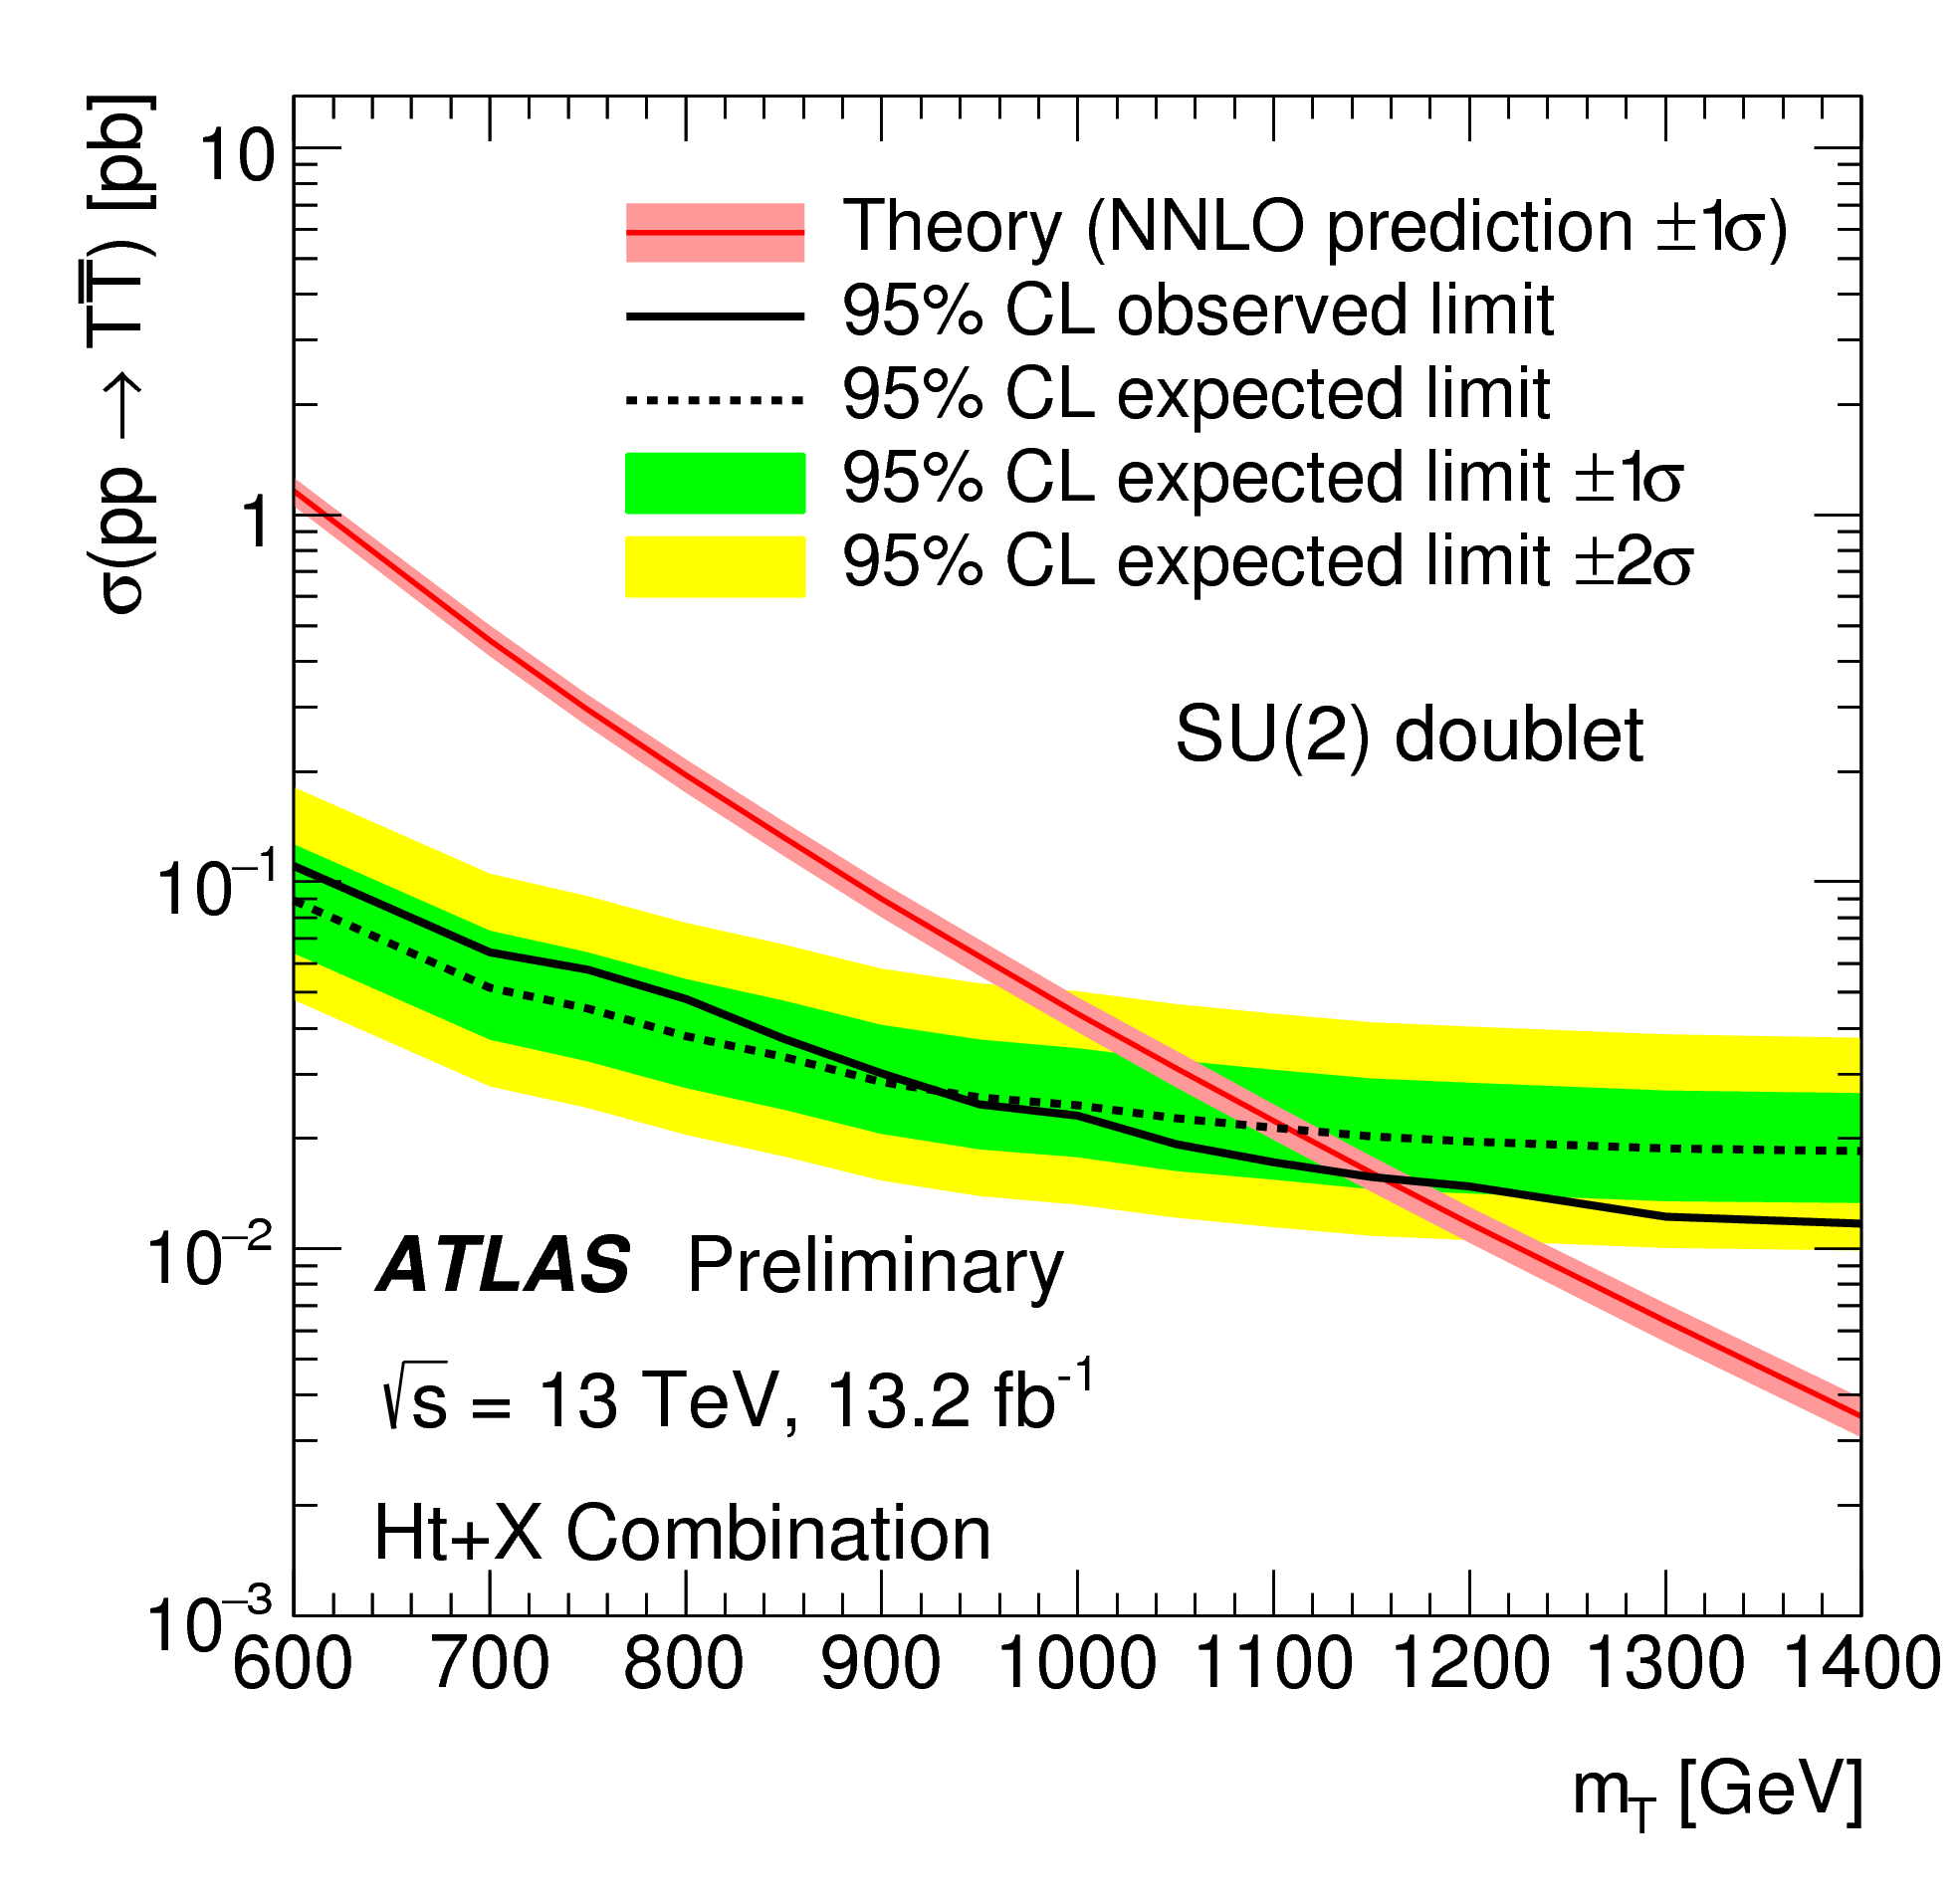 σ(pp → TT̅) [pb]
10
1
10⁻¹
10⁻²
10⁻³
Theory (NNLO prediction ±1σ)
95% CL observed limit
95% CL expected limit
95% CL expected limit ±1σ
95% CL expected limit ±2σ
SU(2) doublet
ATLAS Preliminary
√s = 13 TeV, 13.2 fb⁻¹
Ht+X Combination
600 700 800 900 1000 1100 1200 1300 1400
m_T [GeV]